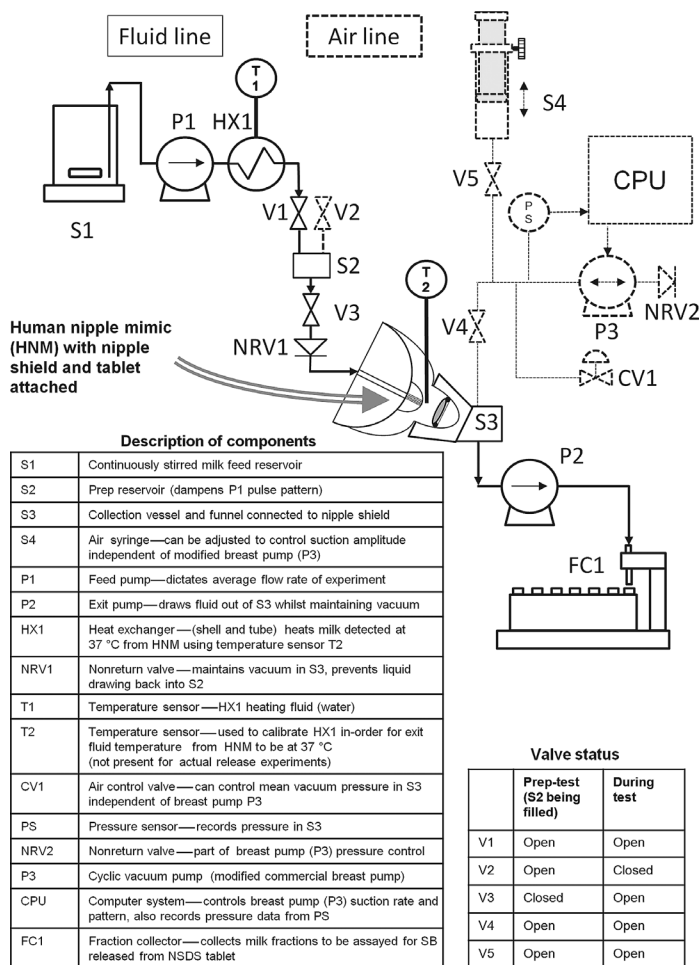 Fluid line
Air line
T
1
P1
HX1
S1
V1
V2
S2
V3
NRV1
S4
V5
P
S
CPU
P3
NRV2
CV1
T
2
V4
S3
P2
FC1
Human nipple mimic
(HNM) with nipple
shield and tablet
attached
Description of components
S1 Continuously stirred milk feed reservoir
S2 Prep reservoir (dampens P1 pulse pattern)
S3 Collection vessel and funnel connected to nipple shield
S4 Air syringe—can be adjusted to control suction amplitude
independent of modified breast pump (P3)
P1 Feed pump—dictates average flow rate of experiment
P2 Exit pump—draws fluid out of S3 whilst maintaining vacuum
HX1 Heat exchanger—(shell and tube) heats milk detected at
37 °C from HNM using temperature sensor T2
NRV1 Nonreturn valve—maintains vacuum in S3, prevents liquid
drawing back into S2
T1 Temperature sensor—HX1 heating fluid (water)
T2 Temperature sensor—used to calibrate HX1 in-order for exit
fluid temperature from HNM to be at 37 °C
(not present for actual release experiments)
CV1 Air control valve—can control mean vacuum pressure in S3
independent of breast pump P3
PS Pressure sensor—records pressure in S3
NRV2 Nonreturn valve—part of breast pump (P3) pressure control
P3 Cyclic vacuum pump (modified commercial breast pump)
CPU Computer system—controls breast pump (P3) suction rate and
pattern, also records pressure data from PS
FC1 Fraction collector—collects milk fractions to be assayed for SB
released from NSDS tablet
Valve status
Prep-test
(S2 being
filled)
During
test
V1 Open Open
V2 Open Closed
V3 Closed Open
V4 Open Open
V5 Open Open